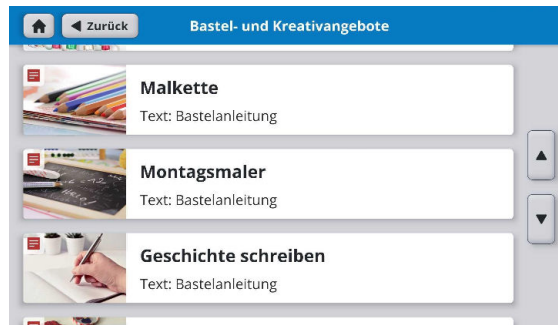 Zurück
Bastel- und Kreativangebote
Malkette
Text: Bastelanleitung
Montagsmaler
Text: Bastelanleitung
Geschichte schreiben
Text: Bastelanleitung